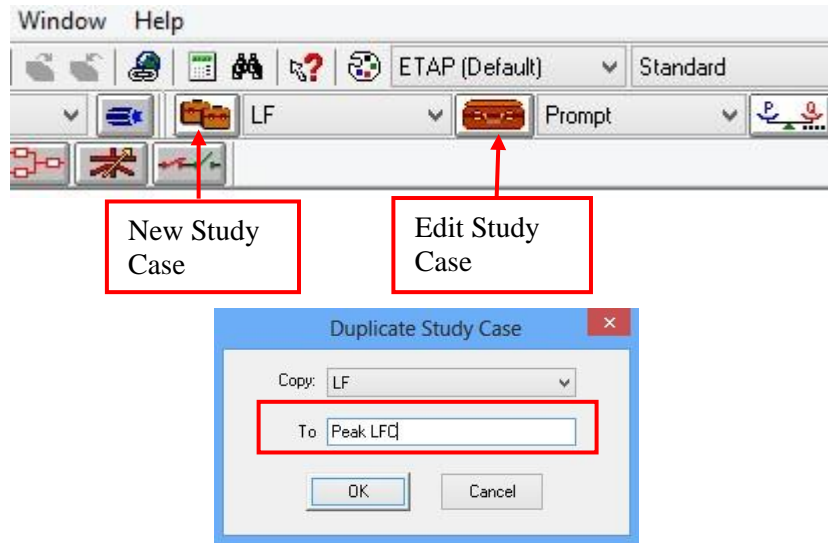 Window Help
ETAP (Default) Standard
LF Prompt P Q
New Study
Case
Edit Study
Case
Duplicate Study Case
Copy: LF
To Peak LFC
OK Cancel